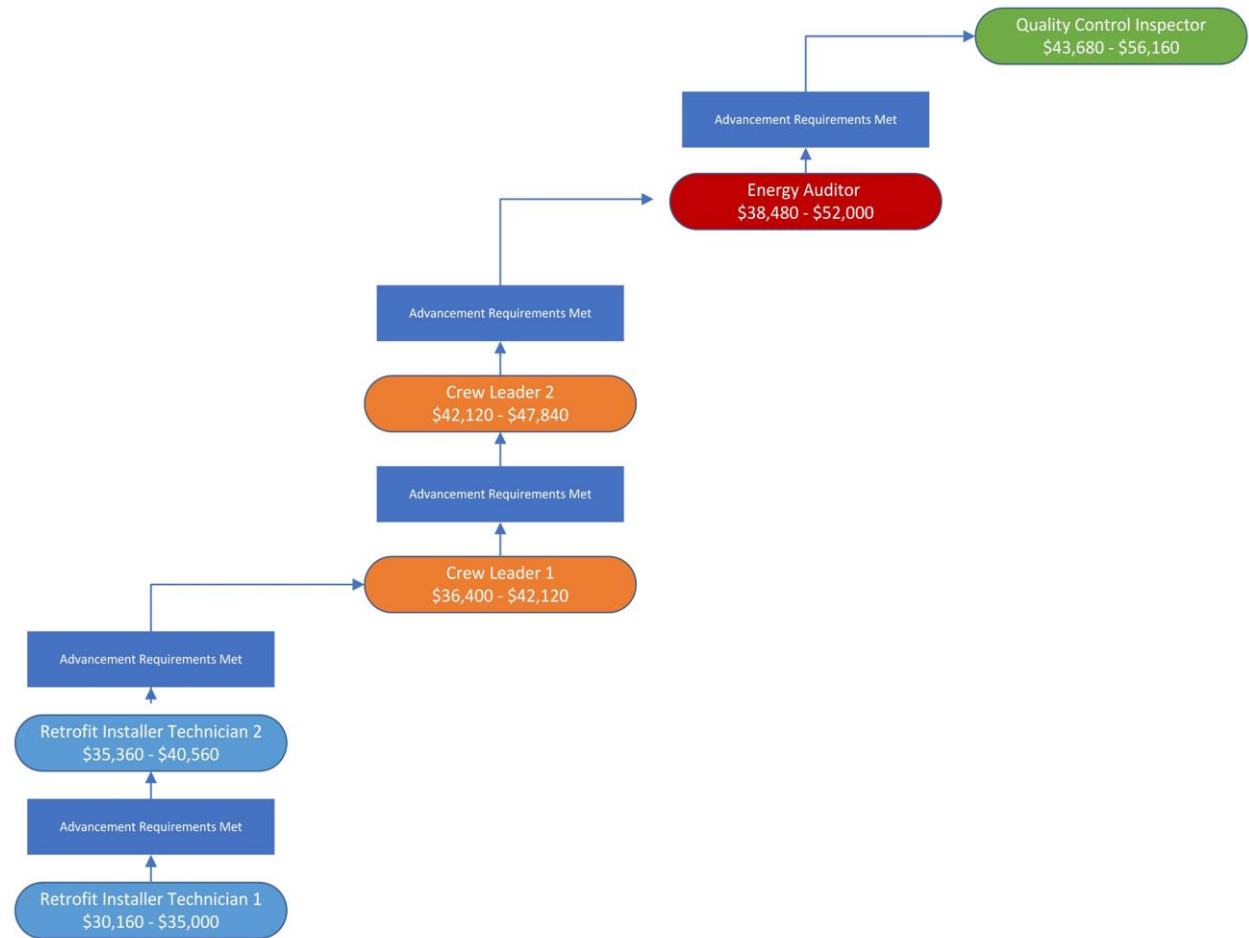 Quality Control Inspector
$43,680 - $56,160
Advancement Requirements Met
Energy Auditor
$38,480 - $52,000
Advancement Requirements Met
Crew Leader 2
$42,120 - $47,840
Advancement Requirements Met
Crew Leader 1
$36,400 - $42,120
Advancement Requirements Met
Retrofit Installer Technician 2
$35,360 - $40,560
Advancement Requirements Met
Retrofit Installer Technician 1
$30,160 - $35,000